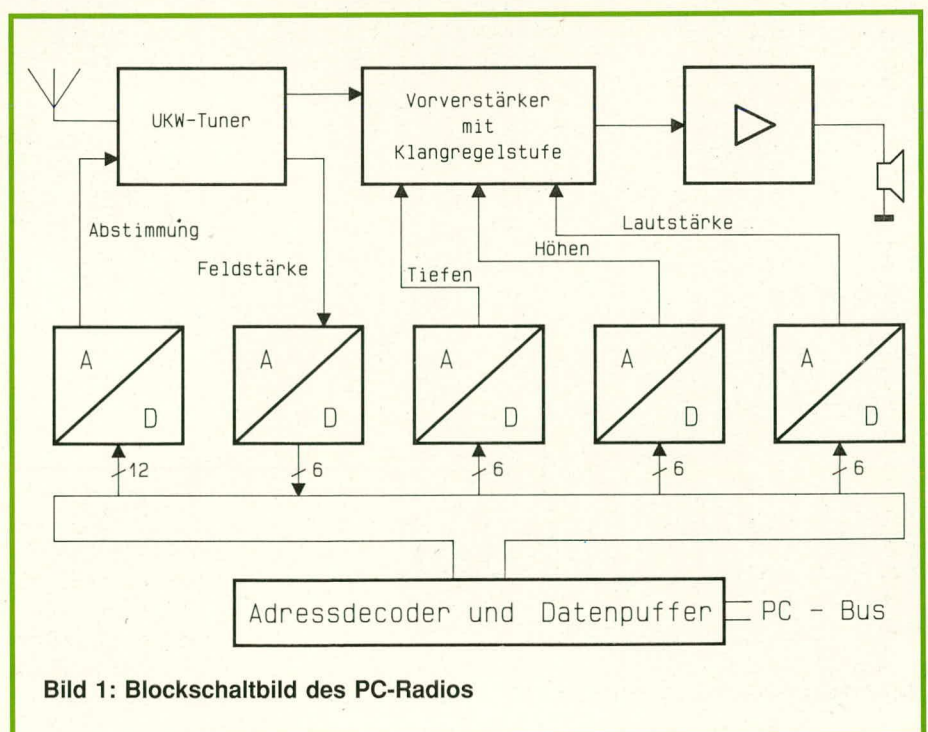 UKW-Tuner
Vorverstärker
mit
Klangregelstufe
Abstimmung
Feldstärke
Tiefen
Höhen
Lautstärke
A
D
A
D
A
D
A
D
A
D
12
6
6
6
6
Adressdecoder und Datenpuffer
PC - Bus
Bild 1: Blockschaltbild des PC-Radios